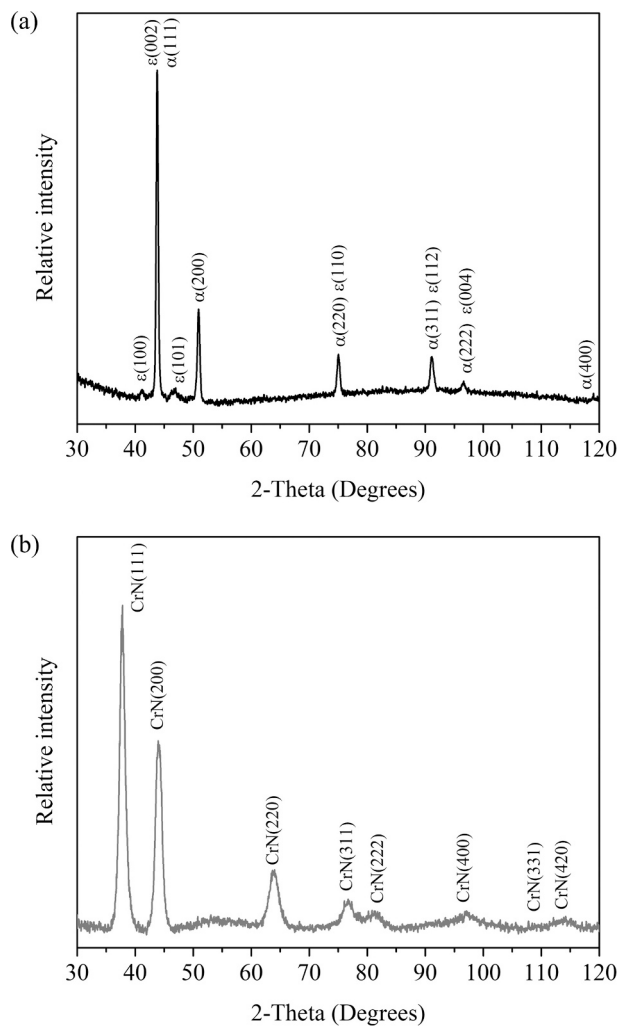 (a)
ε(002)
α(111)
ε(100)
ε(101)
α(200)
α(220) ε(110)
α(311) ε(112)
α(222) ε(004)
α(400)
Relative intensity
30 40 50 60 70 80 90 100 110 120
2-Theta (Degrees)
(b)
CrN(111)
CrN(200)
CrN(220)
CrN(311)
CrN(222)
CrN(400)
CrN(331)
CrN(420)
Relative intensity
30 40 50 60 70 80 90 100 110 120
2-Theta (Degrees)